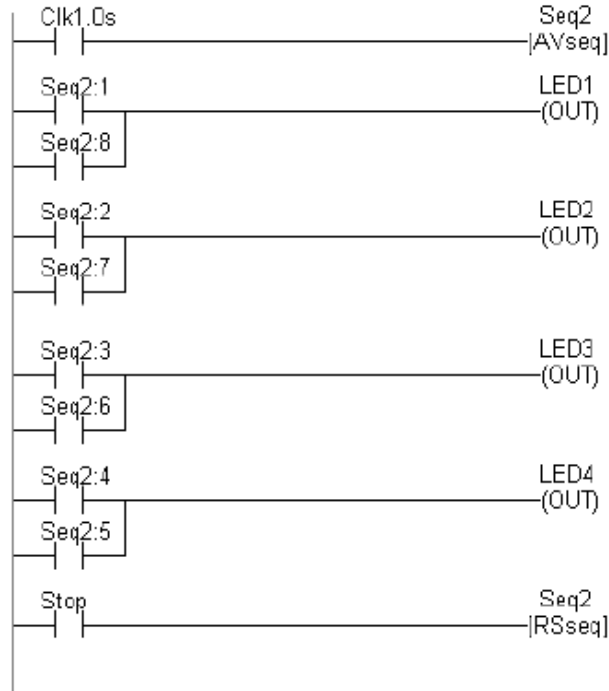 Clk1.0s Seq2
[AVseq]
Seq2:1 LED1
(OUT)
Seq2:8
Seq2:2 LED2
(OUT)
Seq2:7
Seq2:3 LED3
(OUT)
Seq2:6
Seq2:4 LED4
(OUT)
Seq2:5
Stop Seq2
[RSseq]